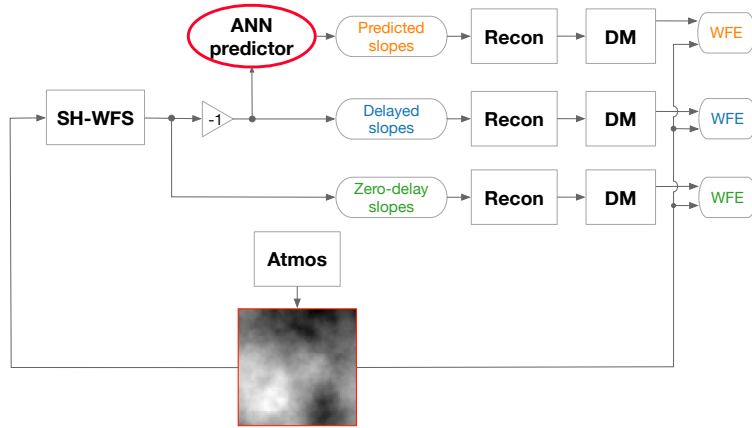 ANN
predictor
Predicted
slopes
Recon
DM
WFE
SH-WFS
-1
Delayed
slopes
Recon
DM
WFE
Zero-delay
slopes
Recon
DM
WFE
Atmos